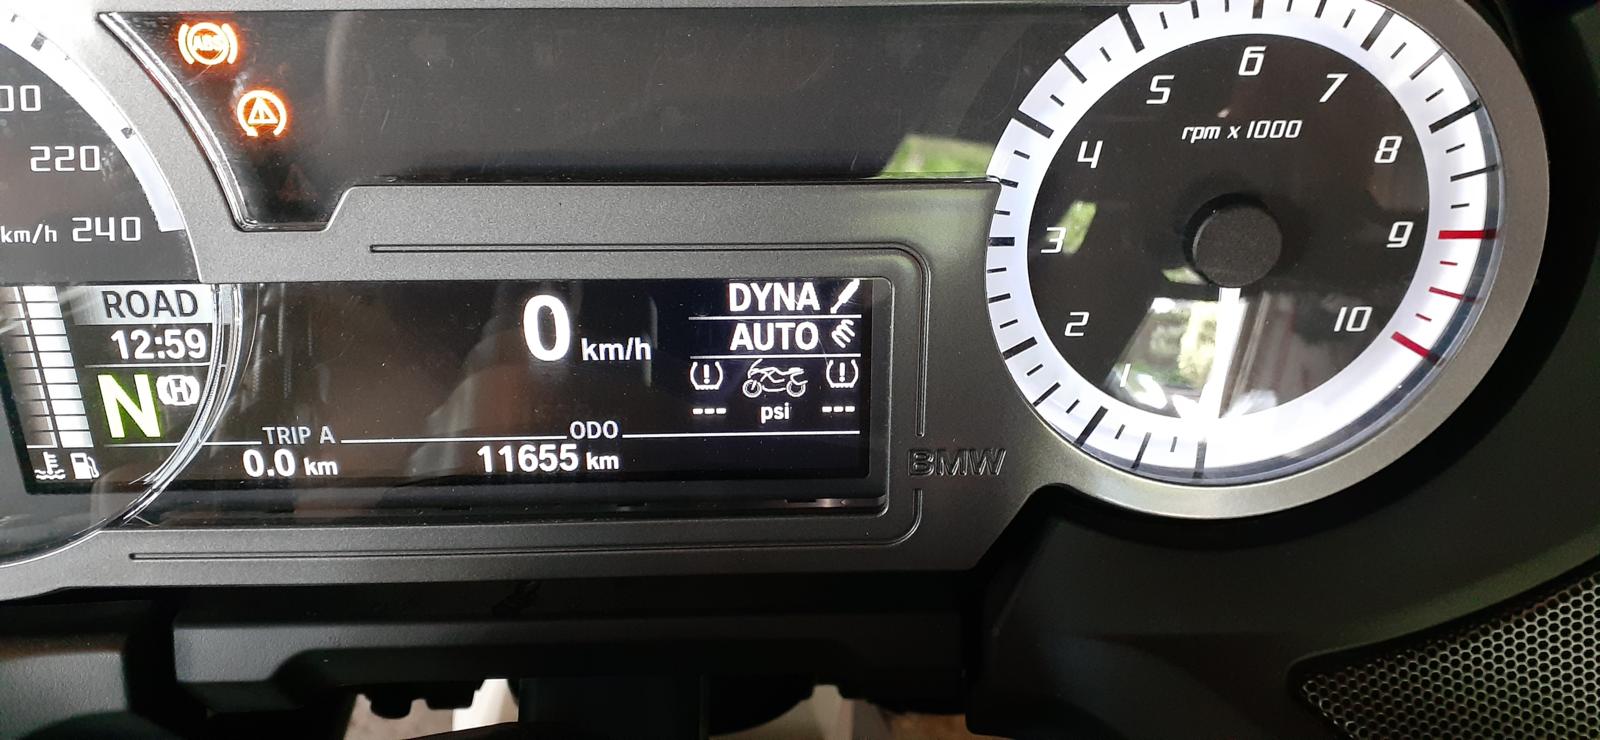 ABS
220
km/h 240
ROAD
12:59
N (H)
0 km/h
DYNA
AUTO
(!) (!)
--- psi ---
TRIP A ODO
0.0 km 11655 km
BMW
1 2 3 4 5 6 7 8 9 10
rpm x 1000